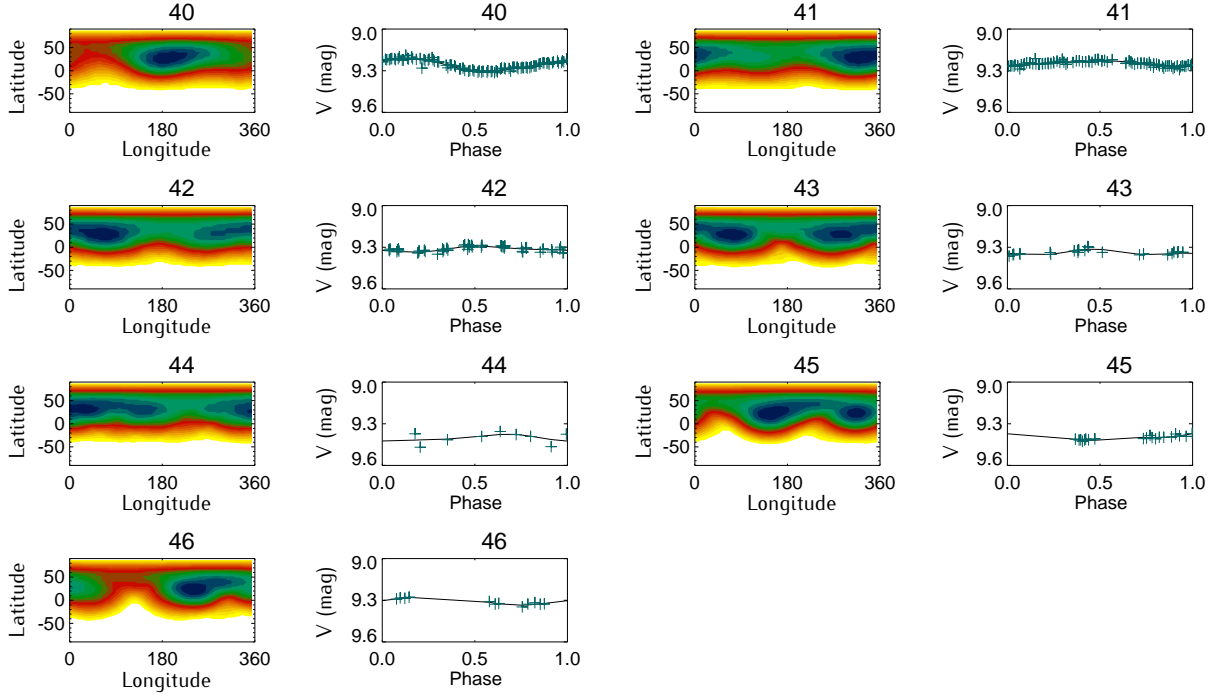 40 40 41 41
Latitude 50 0 -50 V (mag) 9.0 9.3 9.6 Latitude 50 0 -50 V (mag) 9.0 9.3 9.6
0 180 360 0.0 0.5 1.0 0 180 360 0.0 0.5 1.0
Longitude Phase Longitude Phase
42 42 43 43
Latitude 50 0 -50 V (mag) 9.0 9.3 9.6 Latitude 50 0 -50 V (mag) 9.0 9.3 9.6
0 180 360 0.0 0.5 1.0 0 180 360 0.0 0.5 1.0
Longitude Phase Longitude Phase
44 44 45 45
Latitude 50 0 -50 V (mag) 9.0 9.3 9.6 Latitude 50 0 -50 V (mag) 9.0 9.3 9.6
0 180 360 0.0 0.5 1.0 0 180 360 0.0 0.5 1.0
Longitude Phase Longitude Phase
46 46
Latitude 50 0 -50 V (mag) 9.0 9.3 9.6
0 180 360 0.0 0.5 1.0
Longitude Phase